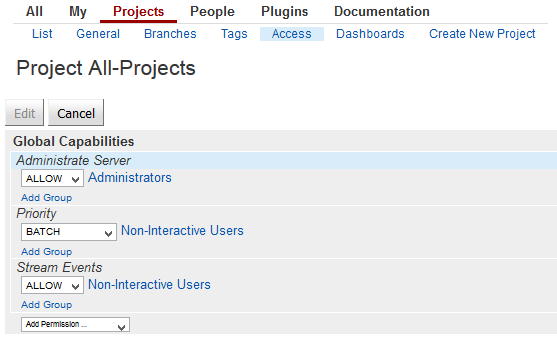 All My Projects People Plugins Documentation
List General Branches Tags Access Dashboards Create New Project
Project All-Projects
Edit Cancel
Global Capabilities
Administrate Server
ALLOW Administrators
Add Group
Priority
BATCH Non-Interactive Users
Add Group
Stream Events
ALLOW Non-Interactive Users
Add Group
Add Permission ...